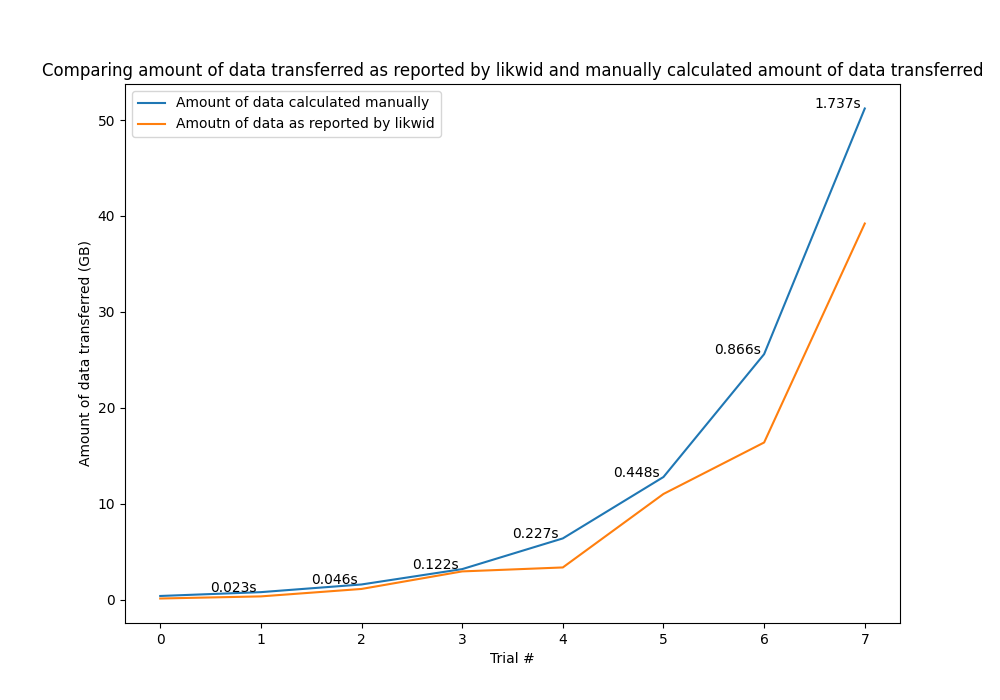 Comparing amount of data transferred as reported by likwid and manually calculated amount of data transferred
Amount of data calculated manually
Amoutn of data as reported by likwid
1.737s
0.866s
0.448s
0.227s
0.122s
0.046s
0.023s
Amount of data transferred (GB)
50
40
30
20
10
0
0 1 2 3 4 5 6 7
Trial #